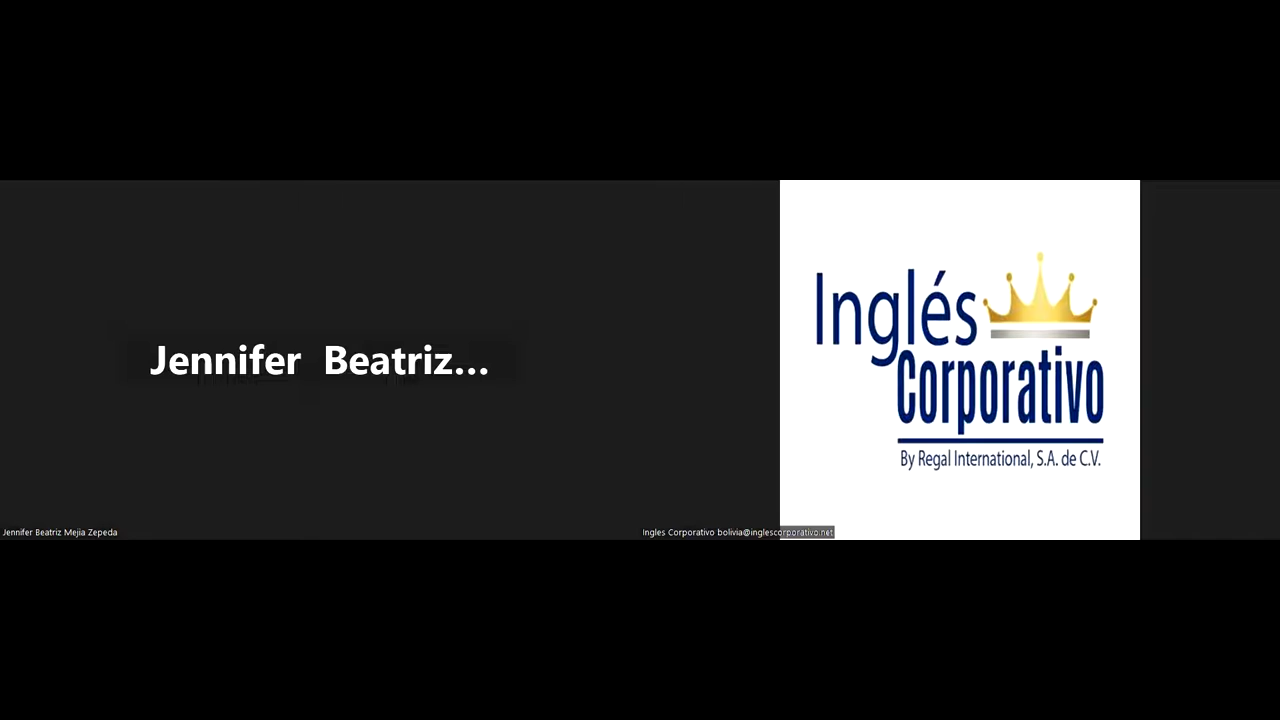 Jennifer Beatriz...
Inglés
Corporativo
By Regal International, S.A. de C.V.
Jennifer Beatriz Mejia Zepeda
Ingles Corporativo bolivia@inglescorporativo.net